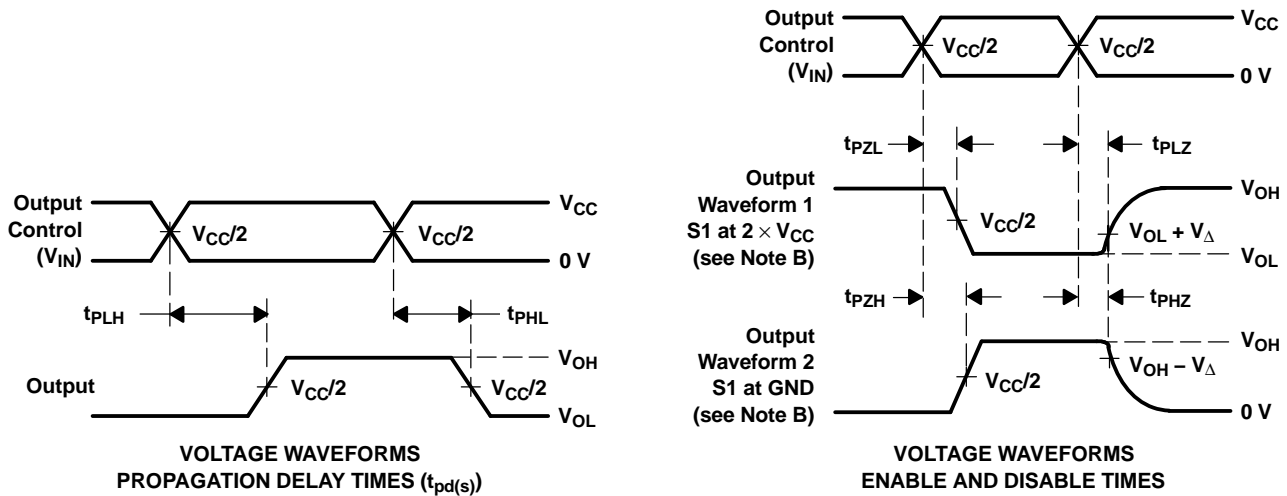 Output
Control
(VIN)
VCC/2
VCC/2
VCC
0 V
tPLH
tPHL
Output
VCC/2
VCC/2
VOH
VOL
VOLTAGE WAVEFORMS
PROPAGATION DELAY TIMES (tpd(s))
Output
Control
(VIN)
VCC/2
VCC/2
VCC
0 V
tPZL
tPLZ
Output
Waveform 1
S1 at 2 × VCC
(see Note B)
VCC/2
VOH
VOL + VΔ
VOL
tPZH
tPHZ
Output
Waveform 2
S1 at GND
(see Note B)
VCC/2
VOH
VOH − VΔ
0 V
VOLTAGE WAVEFORMS
ENABLE AND DISABLE TIMES